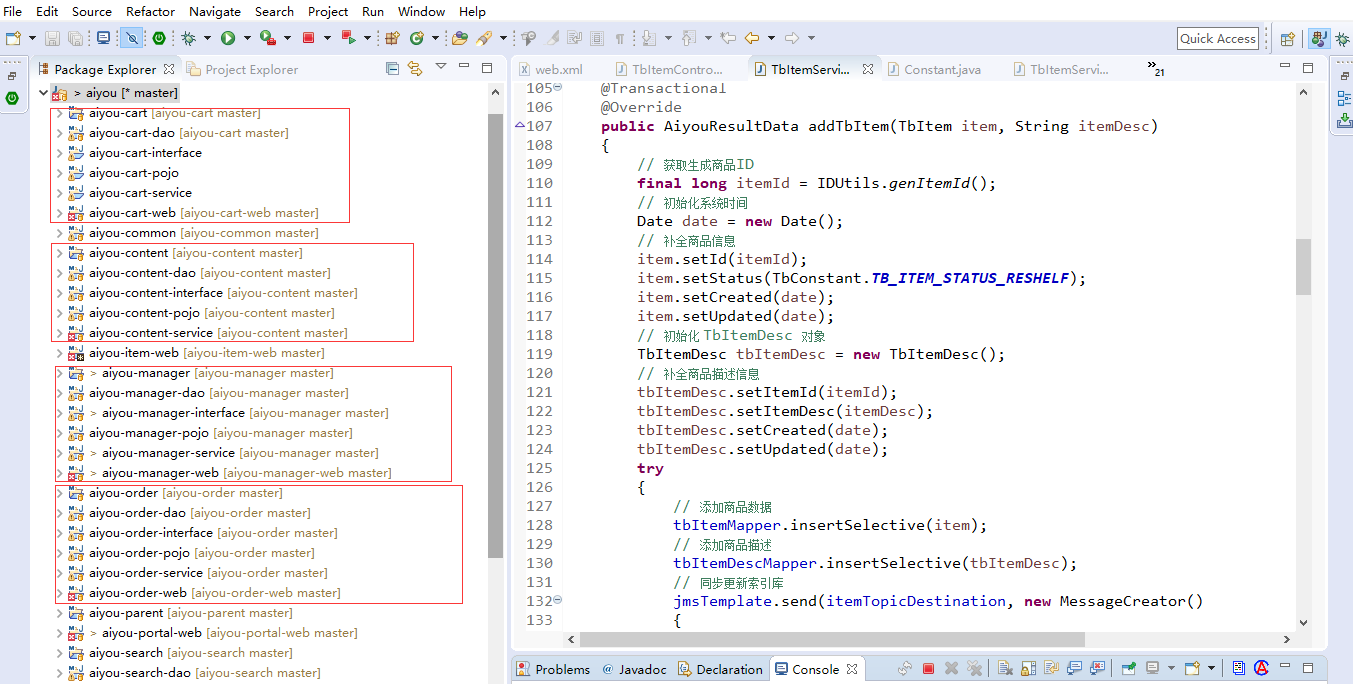 File Edit Source Refactor Navigate Search Project Run Window Help
Quick Access
Package Explorer Project Explorer
web.xml TbItemContro... TbItemServi... Constant.java TbItemServi... »21
> aiyou [* master]
aiyou-cart [aiyou-cart master]
aiyou-cart-dao [aiyou-cart master]
aiyou-cart-interface
aiyou-cart-pojo
aiyou-cart-service
aiyou-cart-web [aiyou-cart-web master]
aiyou-common [aiyou-common master]
aiyou-content [aiyou-content master]
aiyou-content-dao [aiyou-content master]
aiyou-content-interface [aiyou-content master]
aiyou-content-pojo [aiyou-content master]
aiyou-content-service [aiyou-content master]
aiyou-item-web [aiyou-item-web master]
> aiyou-manager [aiyou-manager master]
aiyou-manager-dao [aiyou-manager master]
> aiyou-manager-interface [aiyou-manager master]
aiyou-manager-pojo [aiyou-manager master]
> aiyou-manager-service [aiyou-manager master]
> aiyou-manager-web [aiyou-manager-web master]
aiyou-order [aiyou-order master]
aiyou-order-dao [aiyou-order master]
aiyou-order-interface [aiyou-order master]
aiyou-order-pojo [aiyou-order master]
aiyou-order-service [aiyou-order master]
aiyou-order-web [aiyou-order-web master]
aiyou-parent [aiyou-parent master]
> aiyou-portal-web [aiyou-portal-web master]
aiyou-search [aiyou-search master]
aiyou-search-dao [aiyou-search master]
105 @Transactional
106 @Override
107 public AiyouResultData addTbItem(TbItem item, String itemDesc)
108 {
109 // 获取生成商品ID
110 final long itemId = IDUtils.genItemId();
111 // 初始化系统时间
112 Date date = new Date();
113 // 补全商品信息
114 item.setId(itemId);
115 item.setStatus(TbConstant.TB_ITEM_STATUS_RESHELF);
116 item.setCreated(date);
117 item.setUpdated(date);
118 // 初始化 TbItemDesc 对象
119 TbItemDesc tbItemDesc = new TbItemDesc();
120 // 补全商品描述信息
121 tbItemDesc.setItemId(itemId);
122 tbItemDesc.setItemDesc(itemDesc);
123 tbItemDesc.setCreated(date);
124 tbItemDesc.setUpdated(date);
125 try
126 {
127 // 添加商品数据
128 tbItemMapper.insertSelective(item);
129 // 添加商品描述
130 tbItemDescMapper.insertSelective(tbItemDesc);
131 // 同步更新索引库
132 jmsTemplate.send(itemTopicDestination, new MessageCreator()
133 {
Problems @ Javadoc Declaration Console